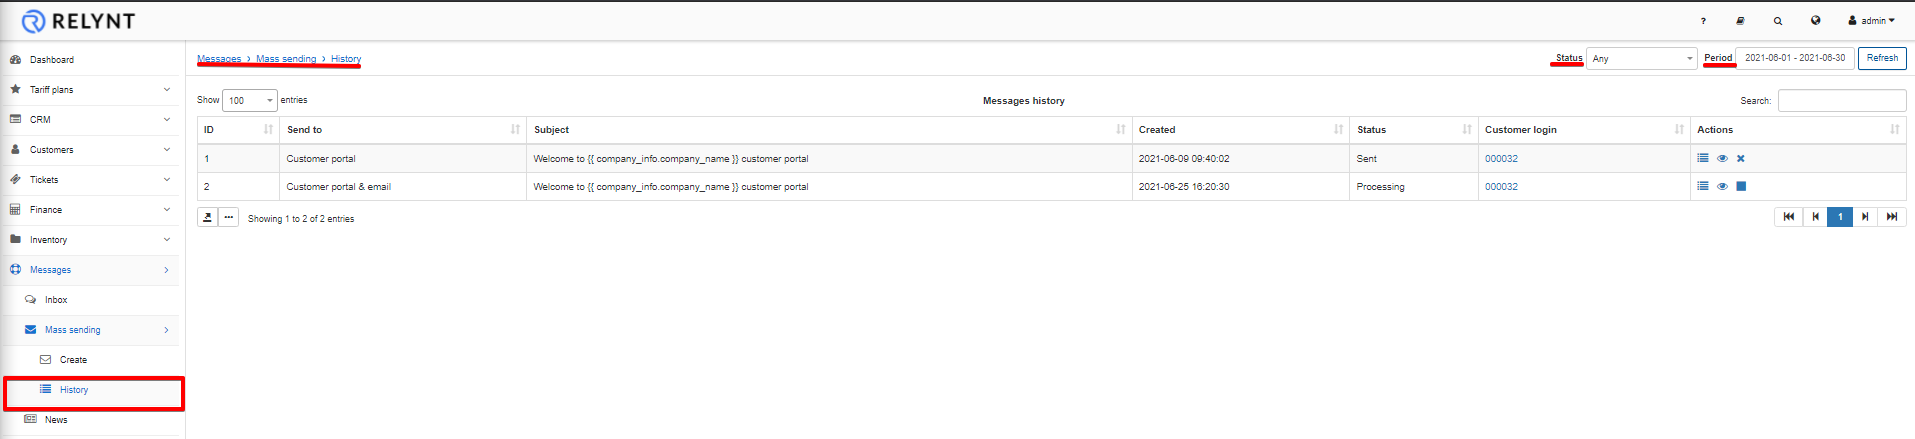 RELYNT
? admin
Dashboard
Tariff plans
CRM
Customers
Tickets
Finance
Inventory
Messages
Inbox
Mass sending
Create
History
News
Messages › Mass sending › History
Status Any Period 2021-06-01 - 2021-06-30 Refresh
Show 100 entries
Messages history
Search:
ID Send to Subject Created Status Customer login Actions
1 Customer portal Welcome to {{ company_info.company_name }} customer portal 2021-06-09 09:40:02 Sent 000032
2 Customer portal & email Welcome to {{ company_info.company_name }} customer portal 2021-06-25 16:20:30 Processing 000032
Showing 1 to 2 of 2 entries
1